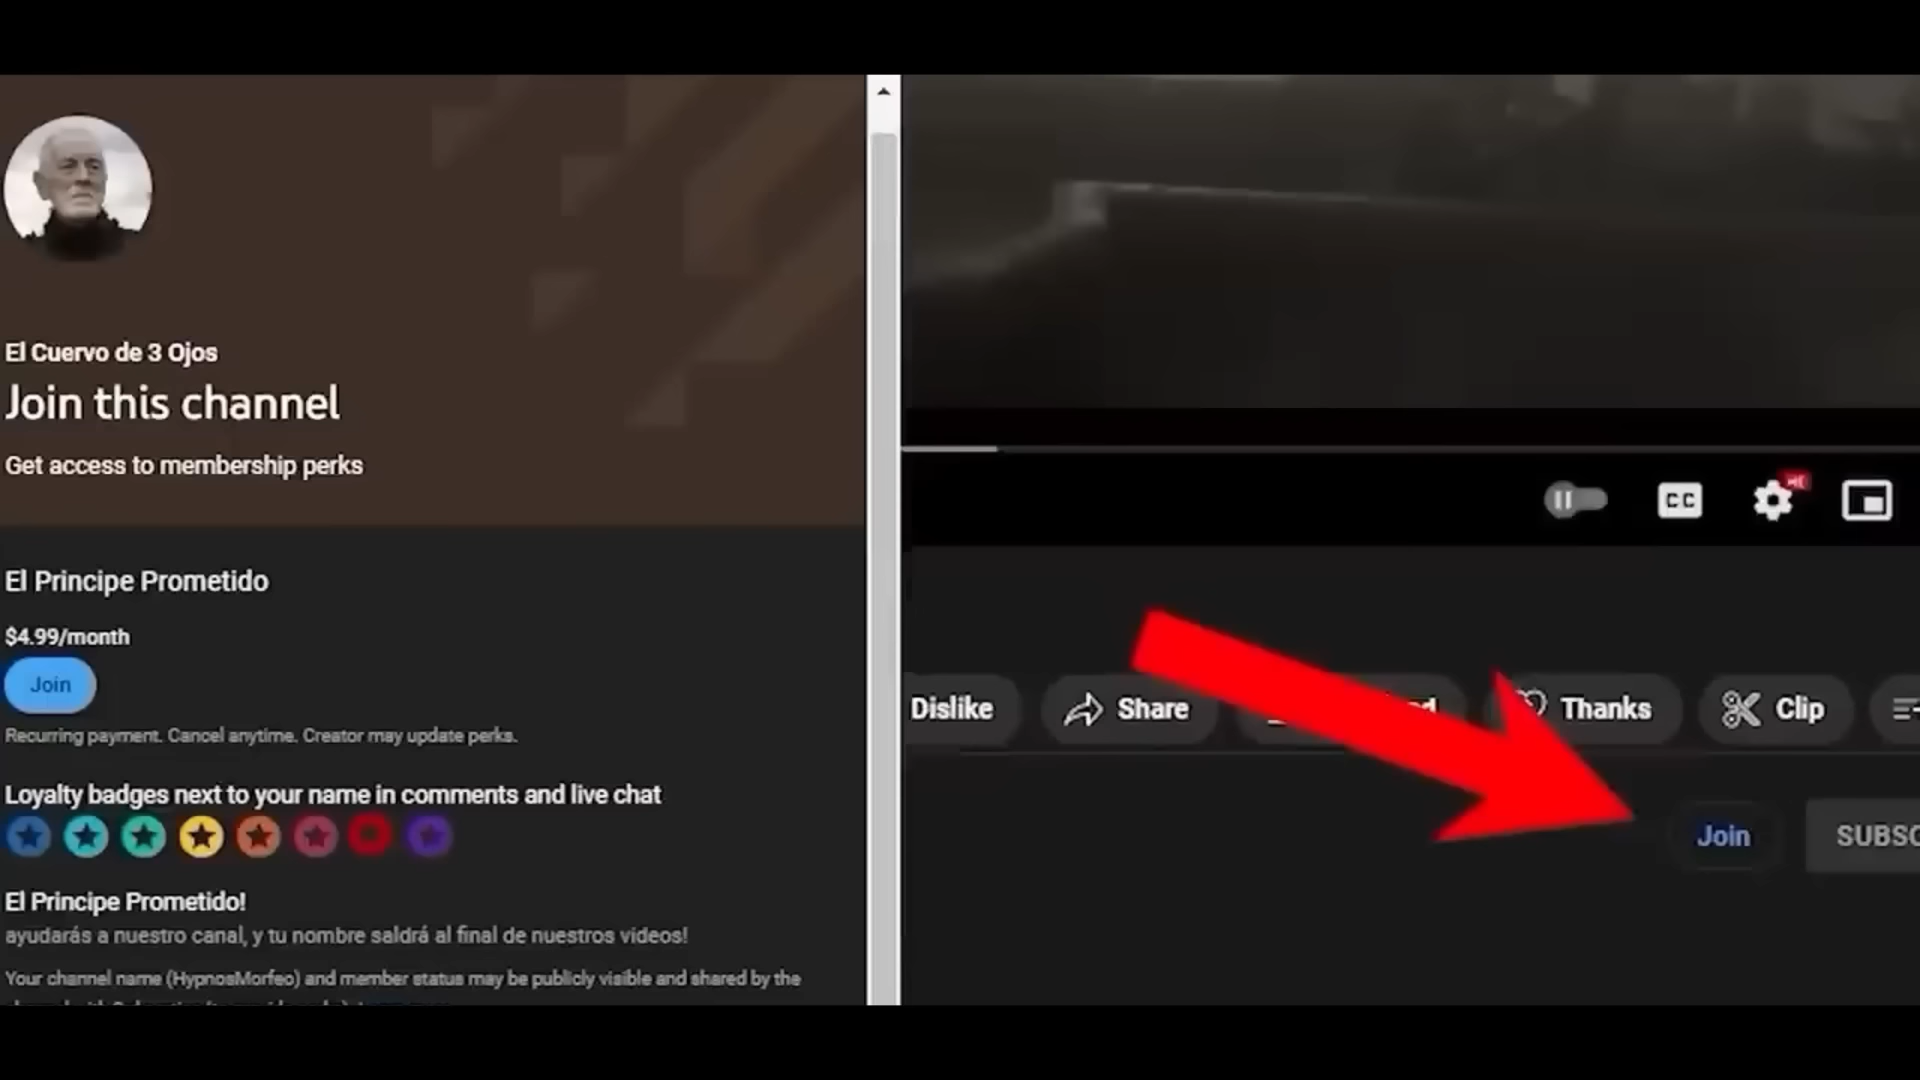 El Cuervo de 3 Ojos
Join this channel
Get access to membership perks
El Principe Prometido
$4.99/month
Join
Recurring payment. Cancel anytime. Creator may update perks.
Loyalty badges next to your name in comments and live chat
El Principe Prometido!
ayudarás a nuestro canal, y tu nombre saldrá al final de nuestros videos!
Your channel name (HypnosMorfeo) and member status may be publicly visible and shared by the
CC
Dislike
Share
Thanks
Clip
Join
SUBSC